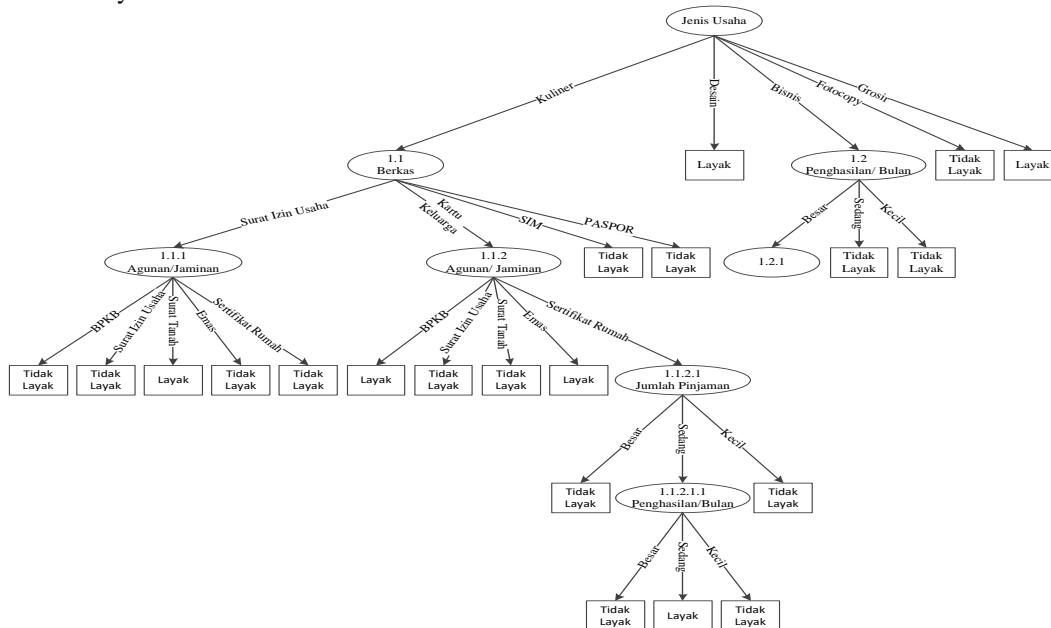 Jenis Usaha
Kuliner
Desain
Bisnis
Fotocopy
Grosir
1.1
Berkas
Layak
1.2
Penghasilan/ Bulan
Tidak
Layak
Layak
Surat Izin Usaha
Kartu
Keluarga
SIM
PASPOR
Besar
Sedang
Kecil
1.1.1
Agunan/Jaminan
1.1.2
Agunan/ Jaminan
Tidak
Layak
Tidak
Layak
1.2.1
Tidak
Layak
Tidak
Layak
BPKB
Surat Izin Usaha
Surat Tanah
Emas
Sertifikat Rumah
BPKB
Surat Izin Usaha
Surat Tanah
Emas
Sertifikat Rumah
Tidak
Layak
Tidak
Layak
Layak
Tidak
Layak
Tidak
Layak
Layak
Tidak
Layak
Tidak
Layak
Layak
1.1.2.1
Jumlah Pinjaman
Besar
Sedang
Kecil
Tidak
Layak
1.1.2.1.1
Penghasilan/Bulan
Tidak
Layak
Besar
Sedang
Kecil
Tidak
Layak
Layak
Tidak
Layak